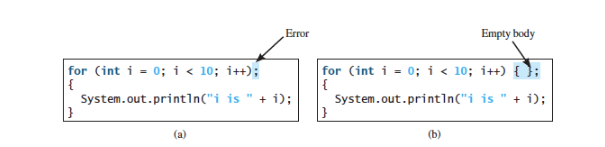 Error
for (int i = 0; i < 10; i++);
{
  System.out.println("i is " + i);
}
(a)
Empty body
for (int i = 0; i < 10; i++) { };
{
  System.out.println("i is " + i);
}
(b)